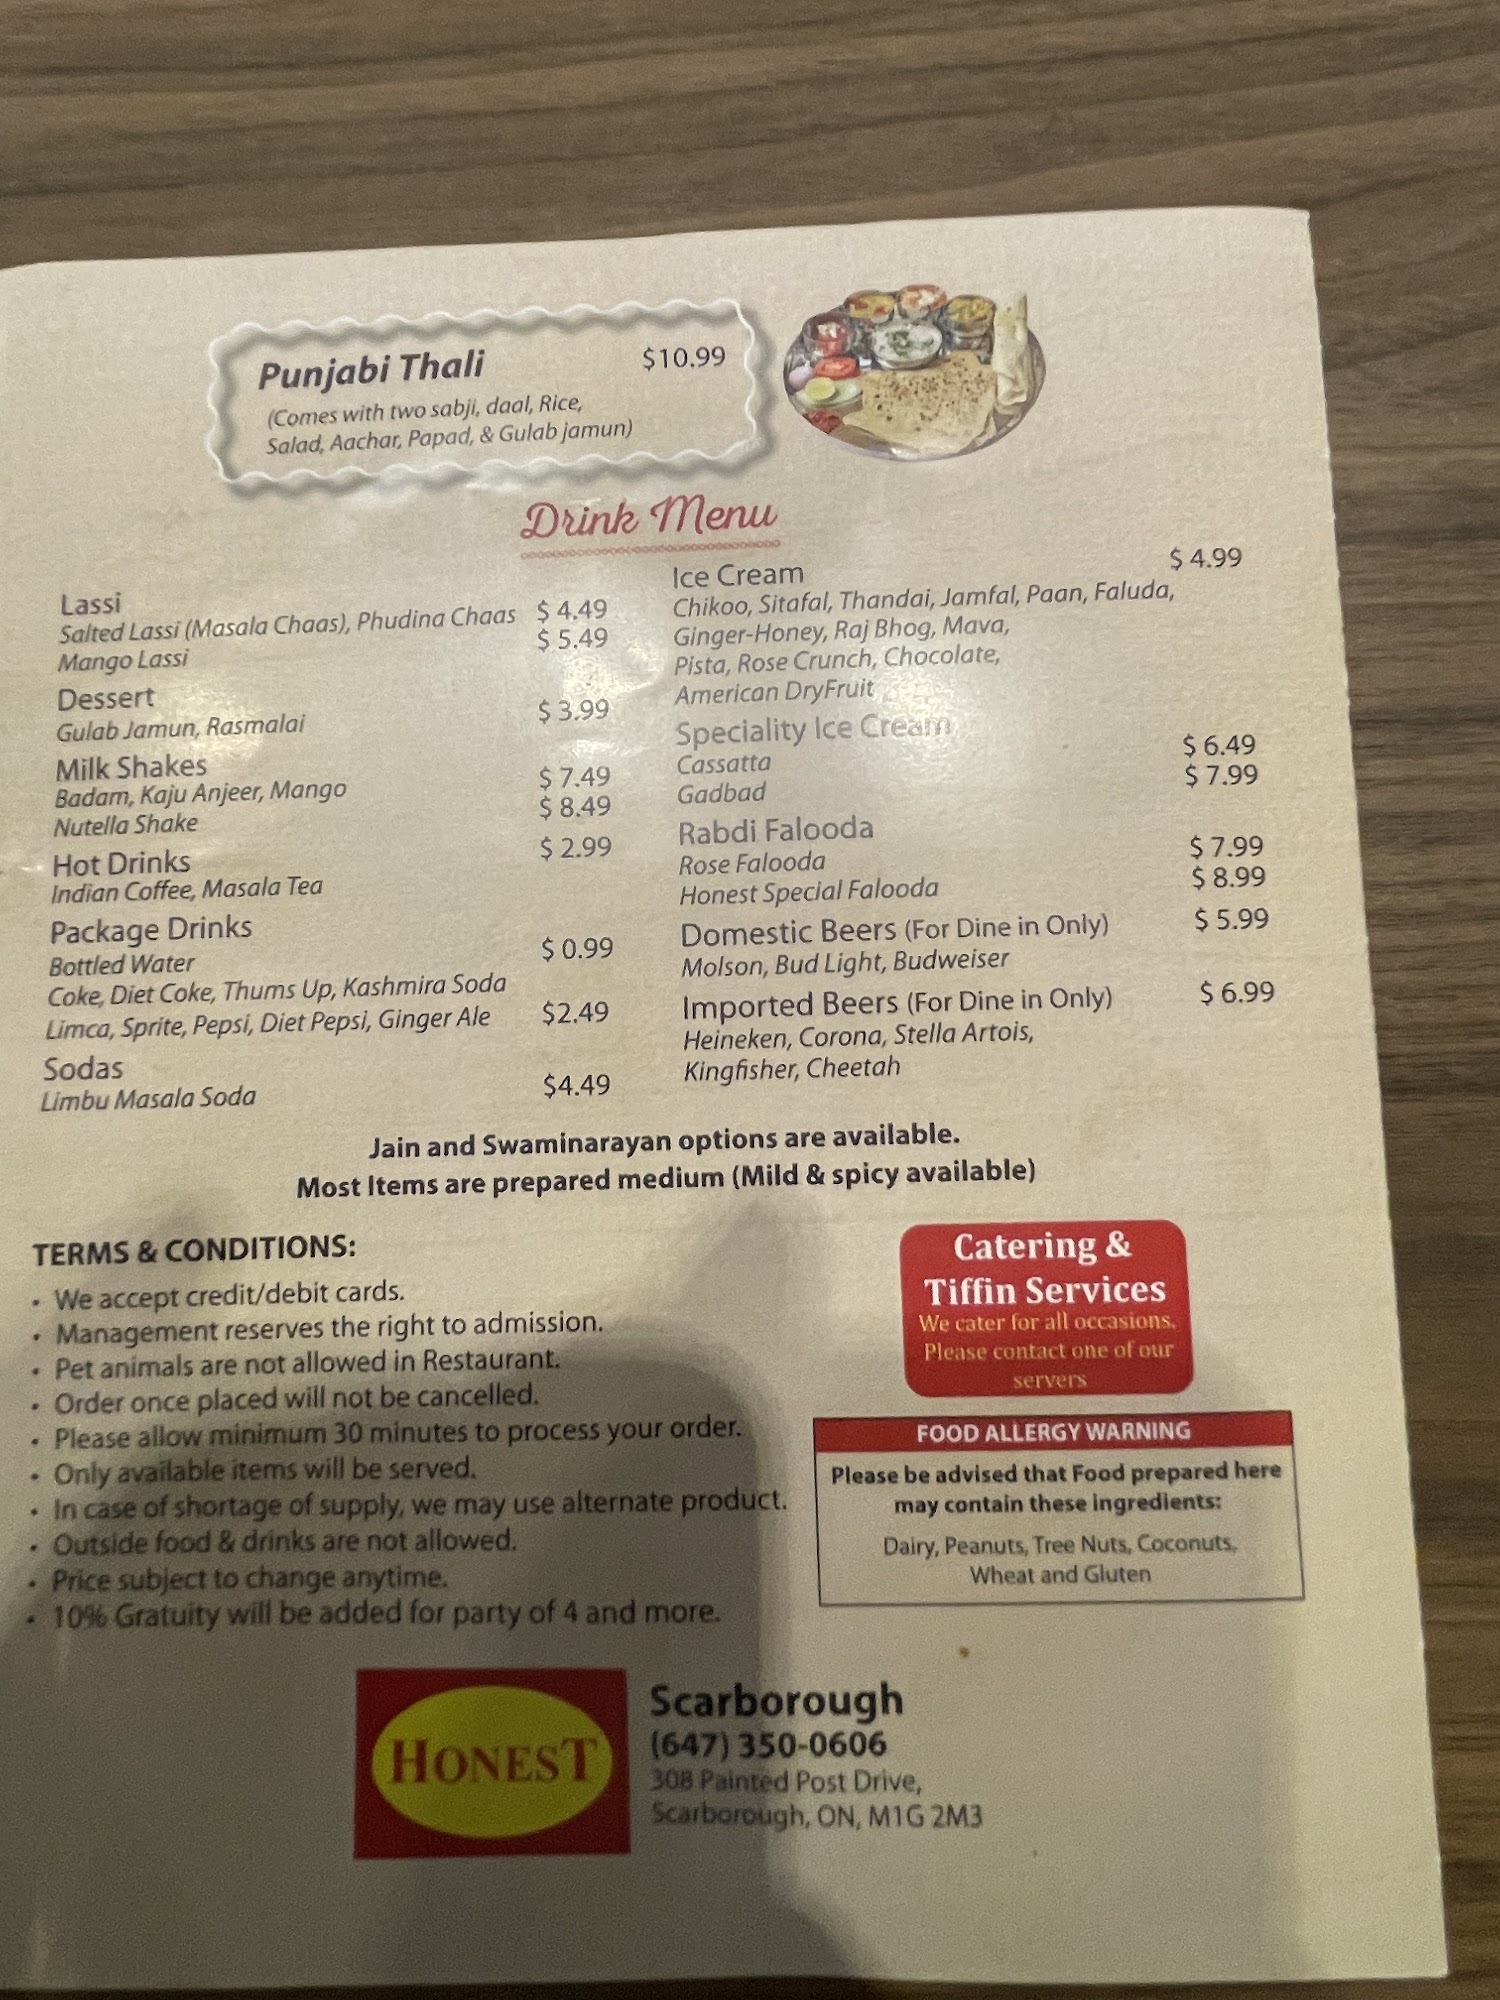 Punjabi Thali $10.99
(Comes with two sabji, daal, Rice,
Salad, Aachar, Papad, & Gulab jamun)
Drink Menu
Lassi
Salted Lassi (Masala Chaas), Phudina Chaas $ 4.49
Mango Lassi $ 5.49
Dessert
Gulab Jamun, Rasmalai $ 3.99
Milk Shakes
Badam, Kaju Anjeer, Mango $ 7.49
Nutella Shake $ 8.49
Hot Drinks $ 2.99
Indian Coffee, Masala Tea
Package Drinks
Bottled Water $ 0.99
Coke, Diet Coke, Thums Up, Kashmira Soda
Limca, Sprite, Pepsi, Diet Pepsi, Ginger Ale $2.49
Sodas
Limbu Masala Soda $4.49
Ice Cream $ 4.99
Chikoo, Sitafal, Thandai, Jamfal, Paan, Faluda,
Ginger-Honey, Raj Bhog, Mava,
Pista, Rose Crunch, Chocolate,
American DryFruit
Speciality Ice Cream
Cassatta $ 6.49
Gadbad $ 7.99
Rabdi Falooda
Rose Falooda $ 7.99
Honest Special Falooda $ 8.99
Domestic Beers (For Dine in Only) $ 5.99
Molson, Bud Light, Budweiser
Imported Beers (For Dine in Only) $ 6.99
Heineken, Corona, Stella Artois,
Kingfisher, Cheetah
Jain and Swaminarayan options are available.
Most Items are prepared medium (Mild & spicy available)
TERMS & CONDITIONS:
• We accept credit/debit cards.
• Management reserves the right to admission.
• Pet animals are not allowed in Restaurant.
• Order once placed will not be cancelled.
• Please allow minimum 30 minutes to process your order.
• Only available items will be served.
• In case of shortage of supply, we may use alternate product.
• Outside food & drinks are not allowed.
• Price subject to change anytime.
• 10% Gratuity will be added for party of 4 and more.
Catering &
Tiffin Services
We cater for all occasions.
Please contact one of our
servers
FOOD ALLERGY WARNING
Please be advised that Food prepared here
may contain these ingredients:
Dairy, Peanuts, Tree Nuts, Coconuts,
Wheat and Gluten
HONEST
Scarborough
(647) 350-0606
308 Painted Post Drive,
Scarborough, ON, M1G 2M3